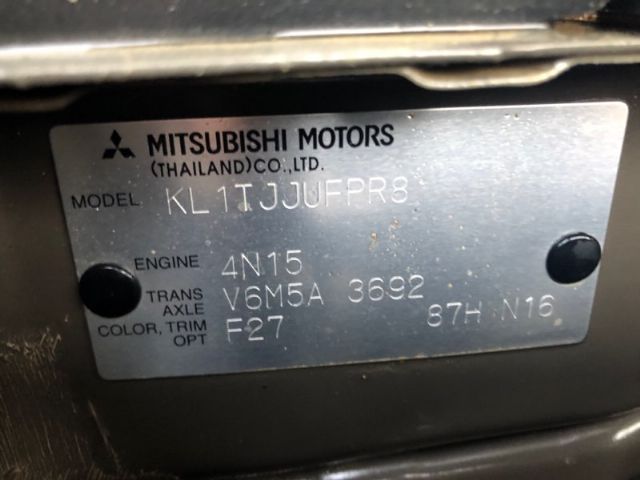 MITSUBISHI MOTORS
(THAILAND)CO.,LTD.
MODEL KL1TJJUFPR8
ENGINE 4N15
TRANS AXLE V6M5A 3692
COLOR, TRIM OPT F27 87H N16